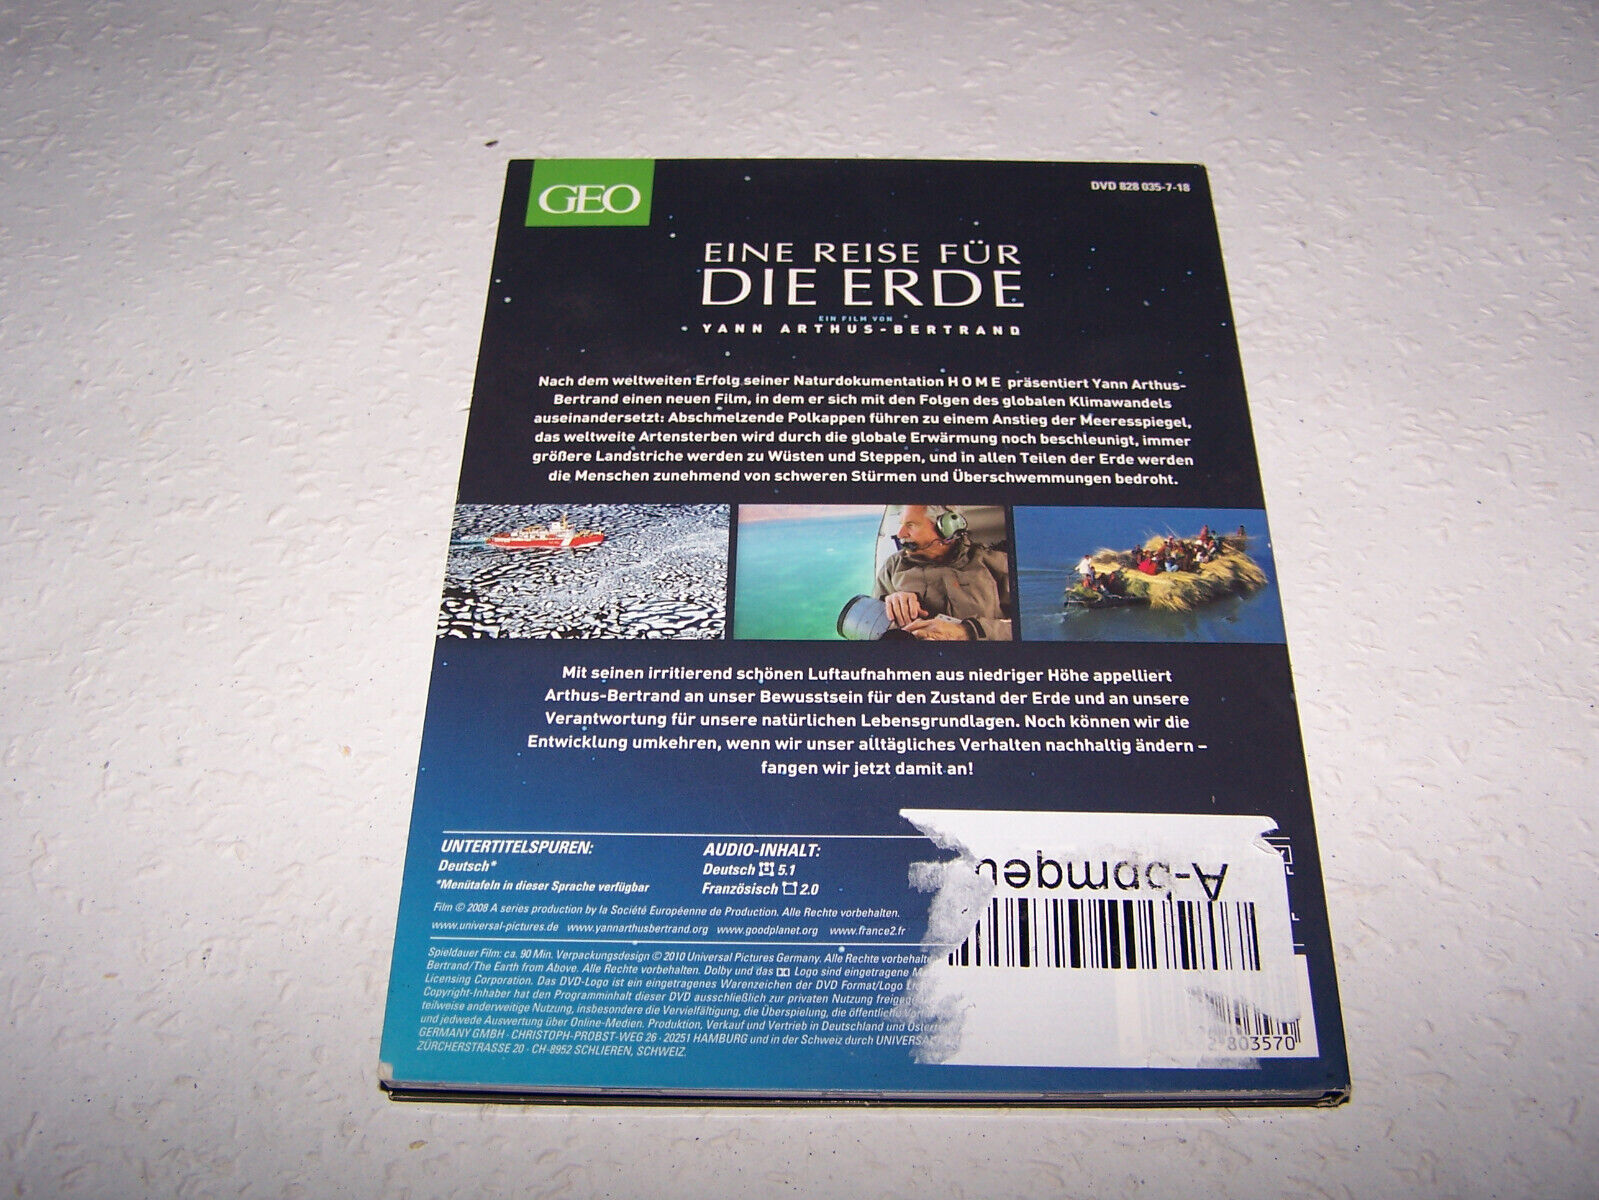 GEO
DVD 828 035-7-18
EINE REISE FÜR
DIE ERDE
EIN FILM VON
YANN ARTHUS-BERTRAND
Nach dem weltweiten Erfolg seiner Naturdokumentation HOME präsentiert Yann Arthus-
Bertrand einen neuen Film, in dem er sich mit den Folgen des globalen Klimawandels
auseinandersetzt: Abschmelzende Polkappen führen zu einem Anstieg der Meeresspiegel,
das weltweite Artensterben wird durch die globale Erwärmung noch beschleunigt, immer
größere Landstriche werden zu Wüsten und Steppen, und in allen Teilen der Erde werden
die Menschen zunehmend von schweren Stürmen und Überschwemmungen bedroht.
Mit seinen irritierend schönen Luftaufnahmen aus niedriger Höhe appelliert
Arthus-Bertrand an unser Bewusstsein für den Zustand der Erde und an unsere
Verantwortung für unsere natürlichen Lebensgrundlagen. Noch können wir die
Entwicklung umkehren, wenn wir unser alltägliches Verhalten nachhaltig ändern –
fangen wir jetzt damit an!
UNTERTITELSPUREN:
Deutsch*
*Menütafeln in dieser Sprache verfügbar
AUDIO-INHALT:
Deutsch 5.1
Französisch 2.0
Film © 2008 A series production by la Société Européenne de Production. Alle Rechte vorbehalten.
www.universal-pictures.de www.yannarthusbertrand.org www.goodplanet.org www.france2.fr
Spieldauer Film: ca. 90 Min. Verpackungsdesign © 2010 Universal Pictures Germany. Alle Rechte
Bertrand/The Earth from Above. Alle Rechte vorbehalten. Dolby und das Logo sind eingetragene
Licensing Corporation. Das DVD-Logo ist ein eingetragenes Warenzeichen der DVD Format/Logo
Copyright-Inhaber hat den Programminhalt dieser DVD ausschließlich zur privaten Nutzung
teilweise anderweitige Nutzung, insbesondere die Vervielfältigung, die Überspielung, die öffentliche
und jedwede Auswertung über Online-Medien. Produktion, Verkauf und Vertrieb in Deutschland und
GERMANY GMBH · CHRISTOPH-PROBST-WEG 26 · 20251 HAMBURG und in der Schweiz durch
ZÜRCHERSTRASSE 20 · CH-8952 SCHLIEREN, SCHWEIZ.
803570